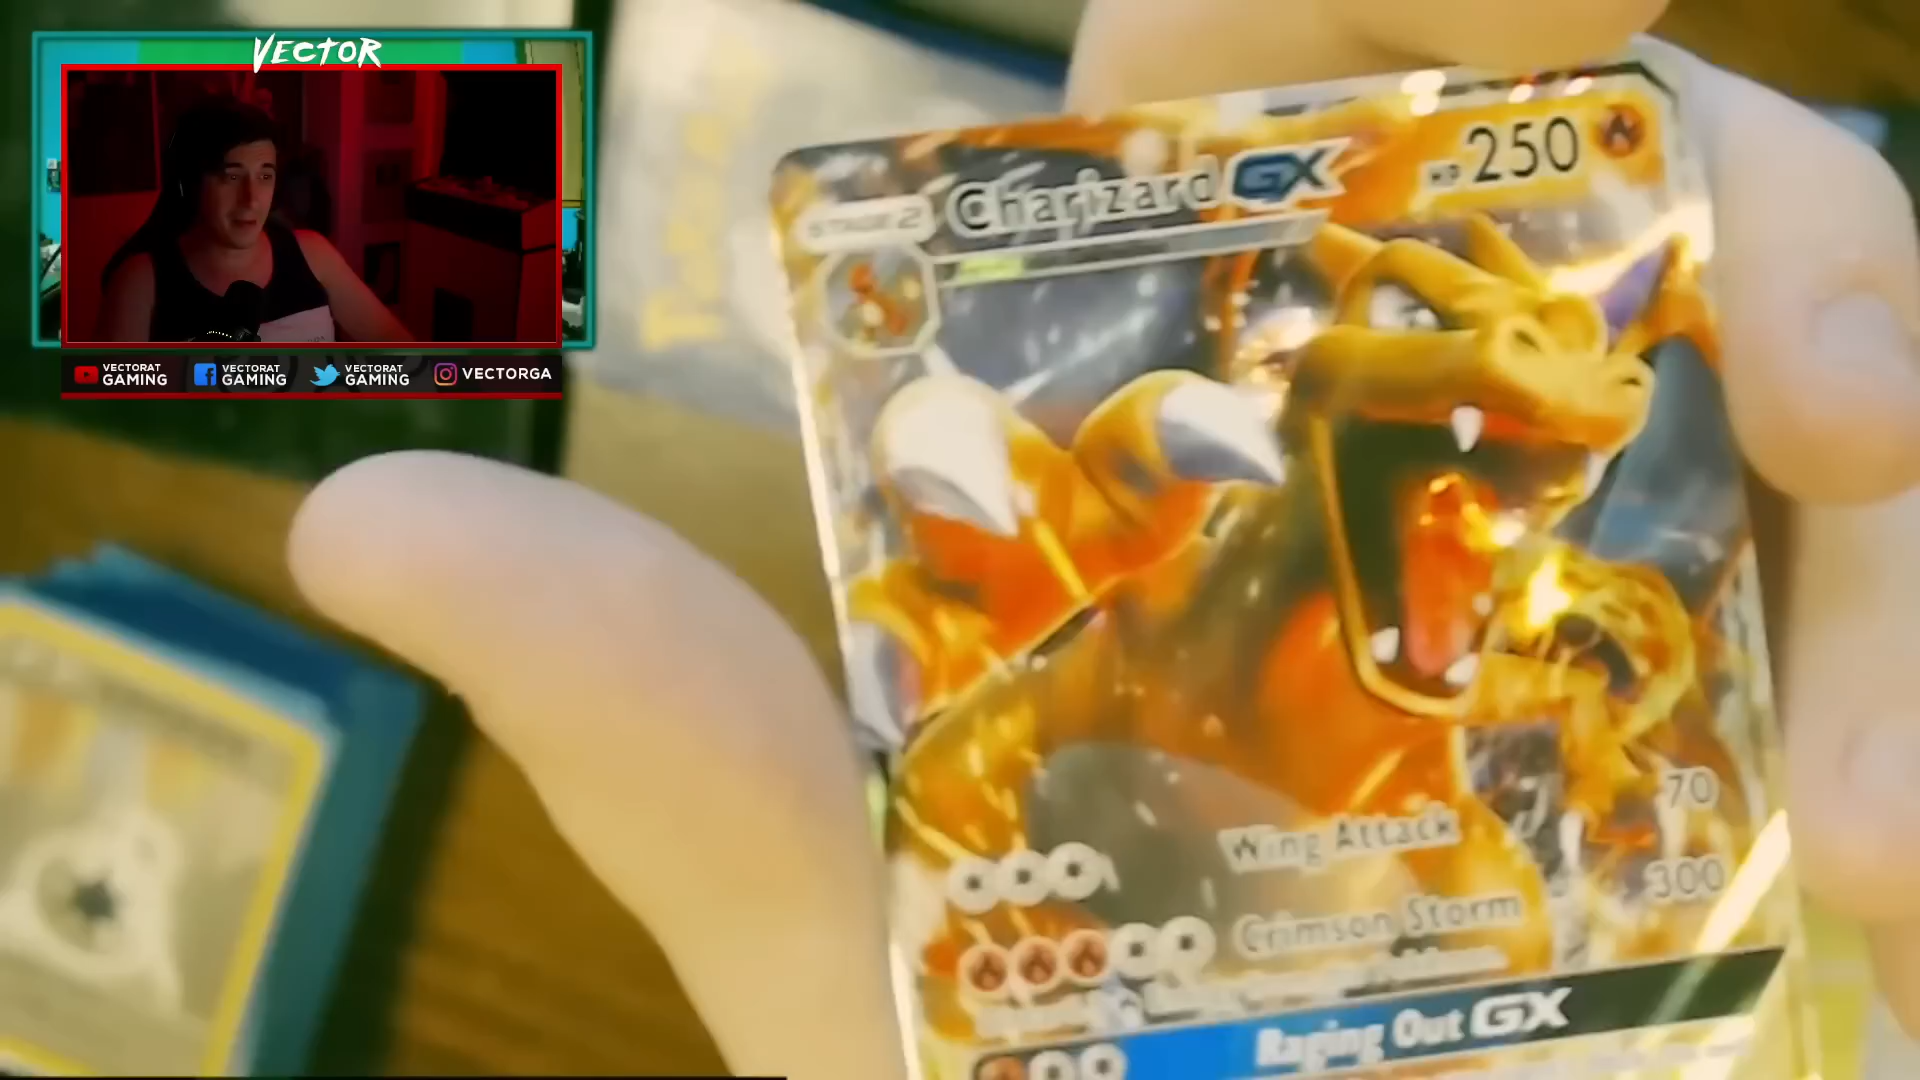 VECTOR
VECTORAT GAMING
VECTORAT GAMING
VECTORAT GAMING
VECTORGA
STAGE 2 Charizard GX HP 250
Wing Attack 70
Crimson Storm 300
Raging Out GX